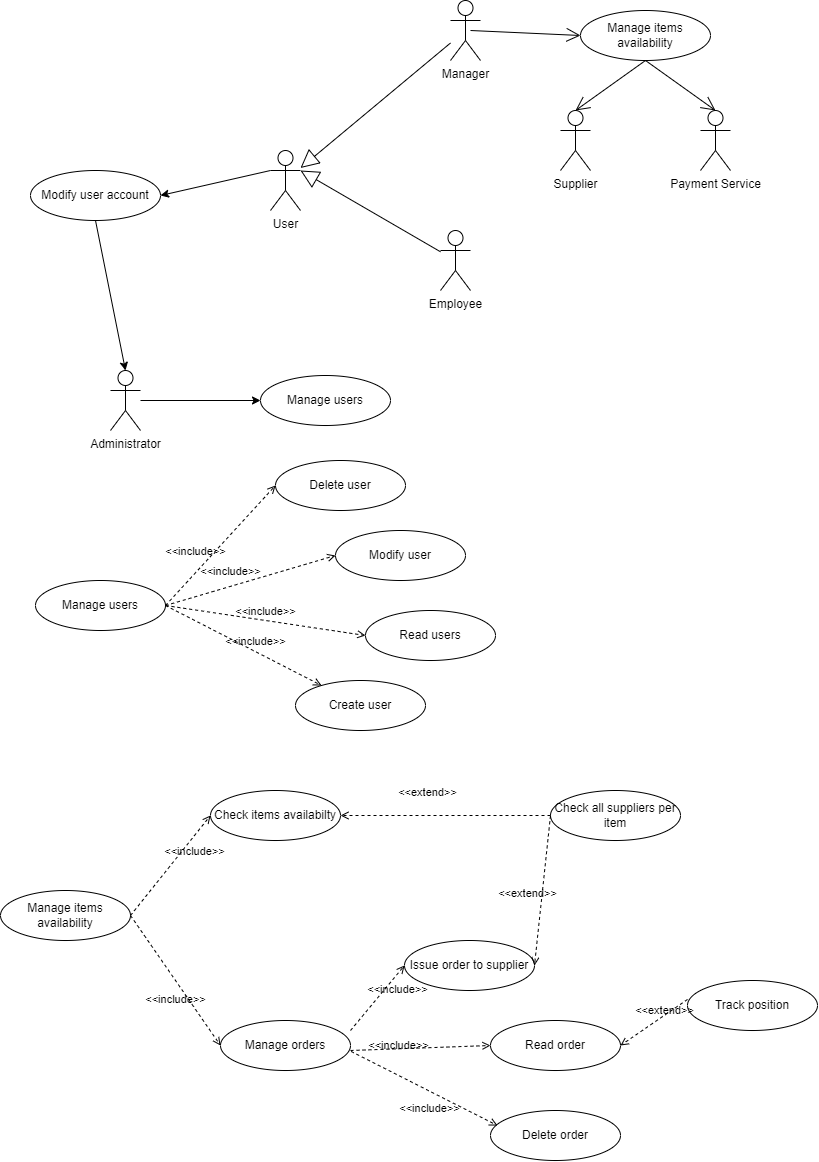 Manage items
availability
Manager
Supplier
Payment Service
Modify user account
User
Employee
Administrator
Manage users
Delete user
<<include>>
Modify user
<<include>>
Manage users
<<include>>
Read users
<<include>>
Create user
<<extend>>
Check items availabilty
Check all suppliers per
item
<<include>>
<<extend>>
Manage items
availability
Issue order to supplier
<<include>>
<<include>>
Track position
<<extend>>
Manage orders
<<include>>
Read order
<<include>>
Delete order